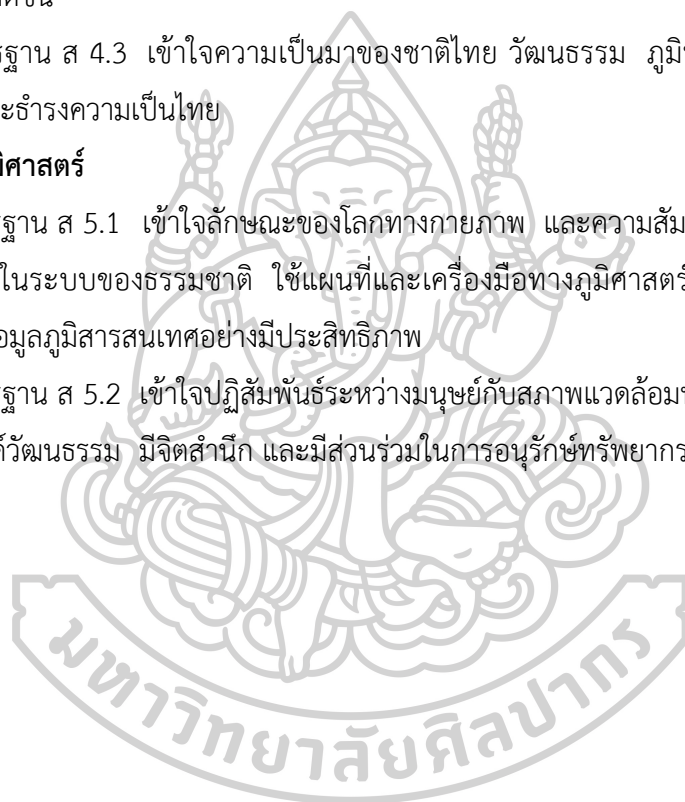 รฐาน ส 4.3 เข้าใจความเป็นมาของชาติไทย วัฒนธรรม
ะธำรงความเป็นไทย
มิศาสตร์
รฐาน ส 5.1 เข้าใจลักษณะของโลกทางกายภาพ และความสัม
ในระบบของธรรมชาติ ใช้แผนที่และเครื่องมือทางภูมิศาสตร์
อมูลภูมิสารสนเทศอย่างมีประสิทธิภาพ
รฐาน ส 5.2 เข้าใจปฏิสัมพันธ์ระหว่างมนุษย์กับสภาพแวดล้อม
์วัฒนธรรม มีจิตสำนึก และมีส่วนร่วมในการอนุรักษ์ทรัพยากร
มหาวิทยาลัยศิลปากร